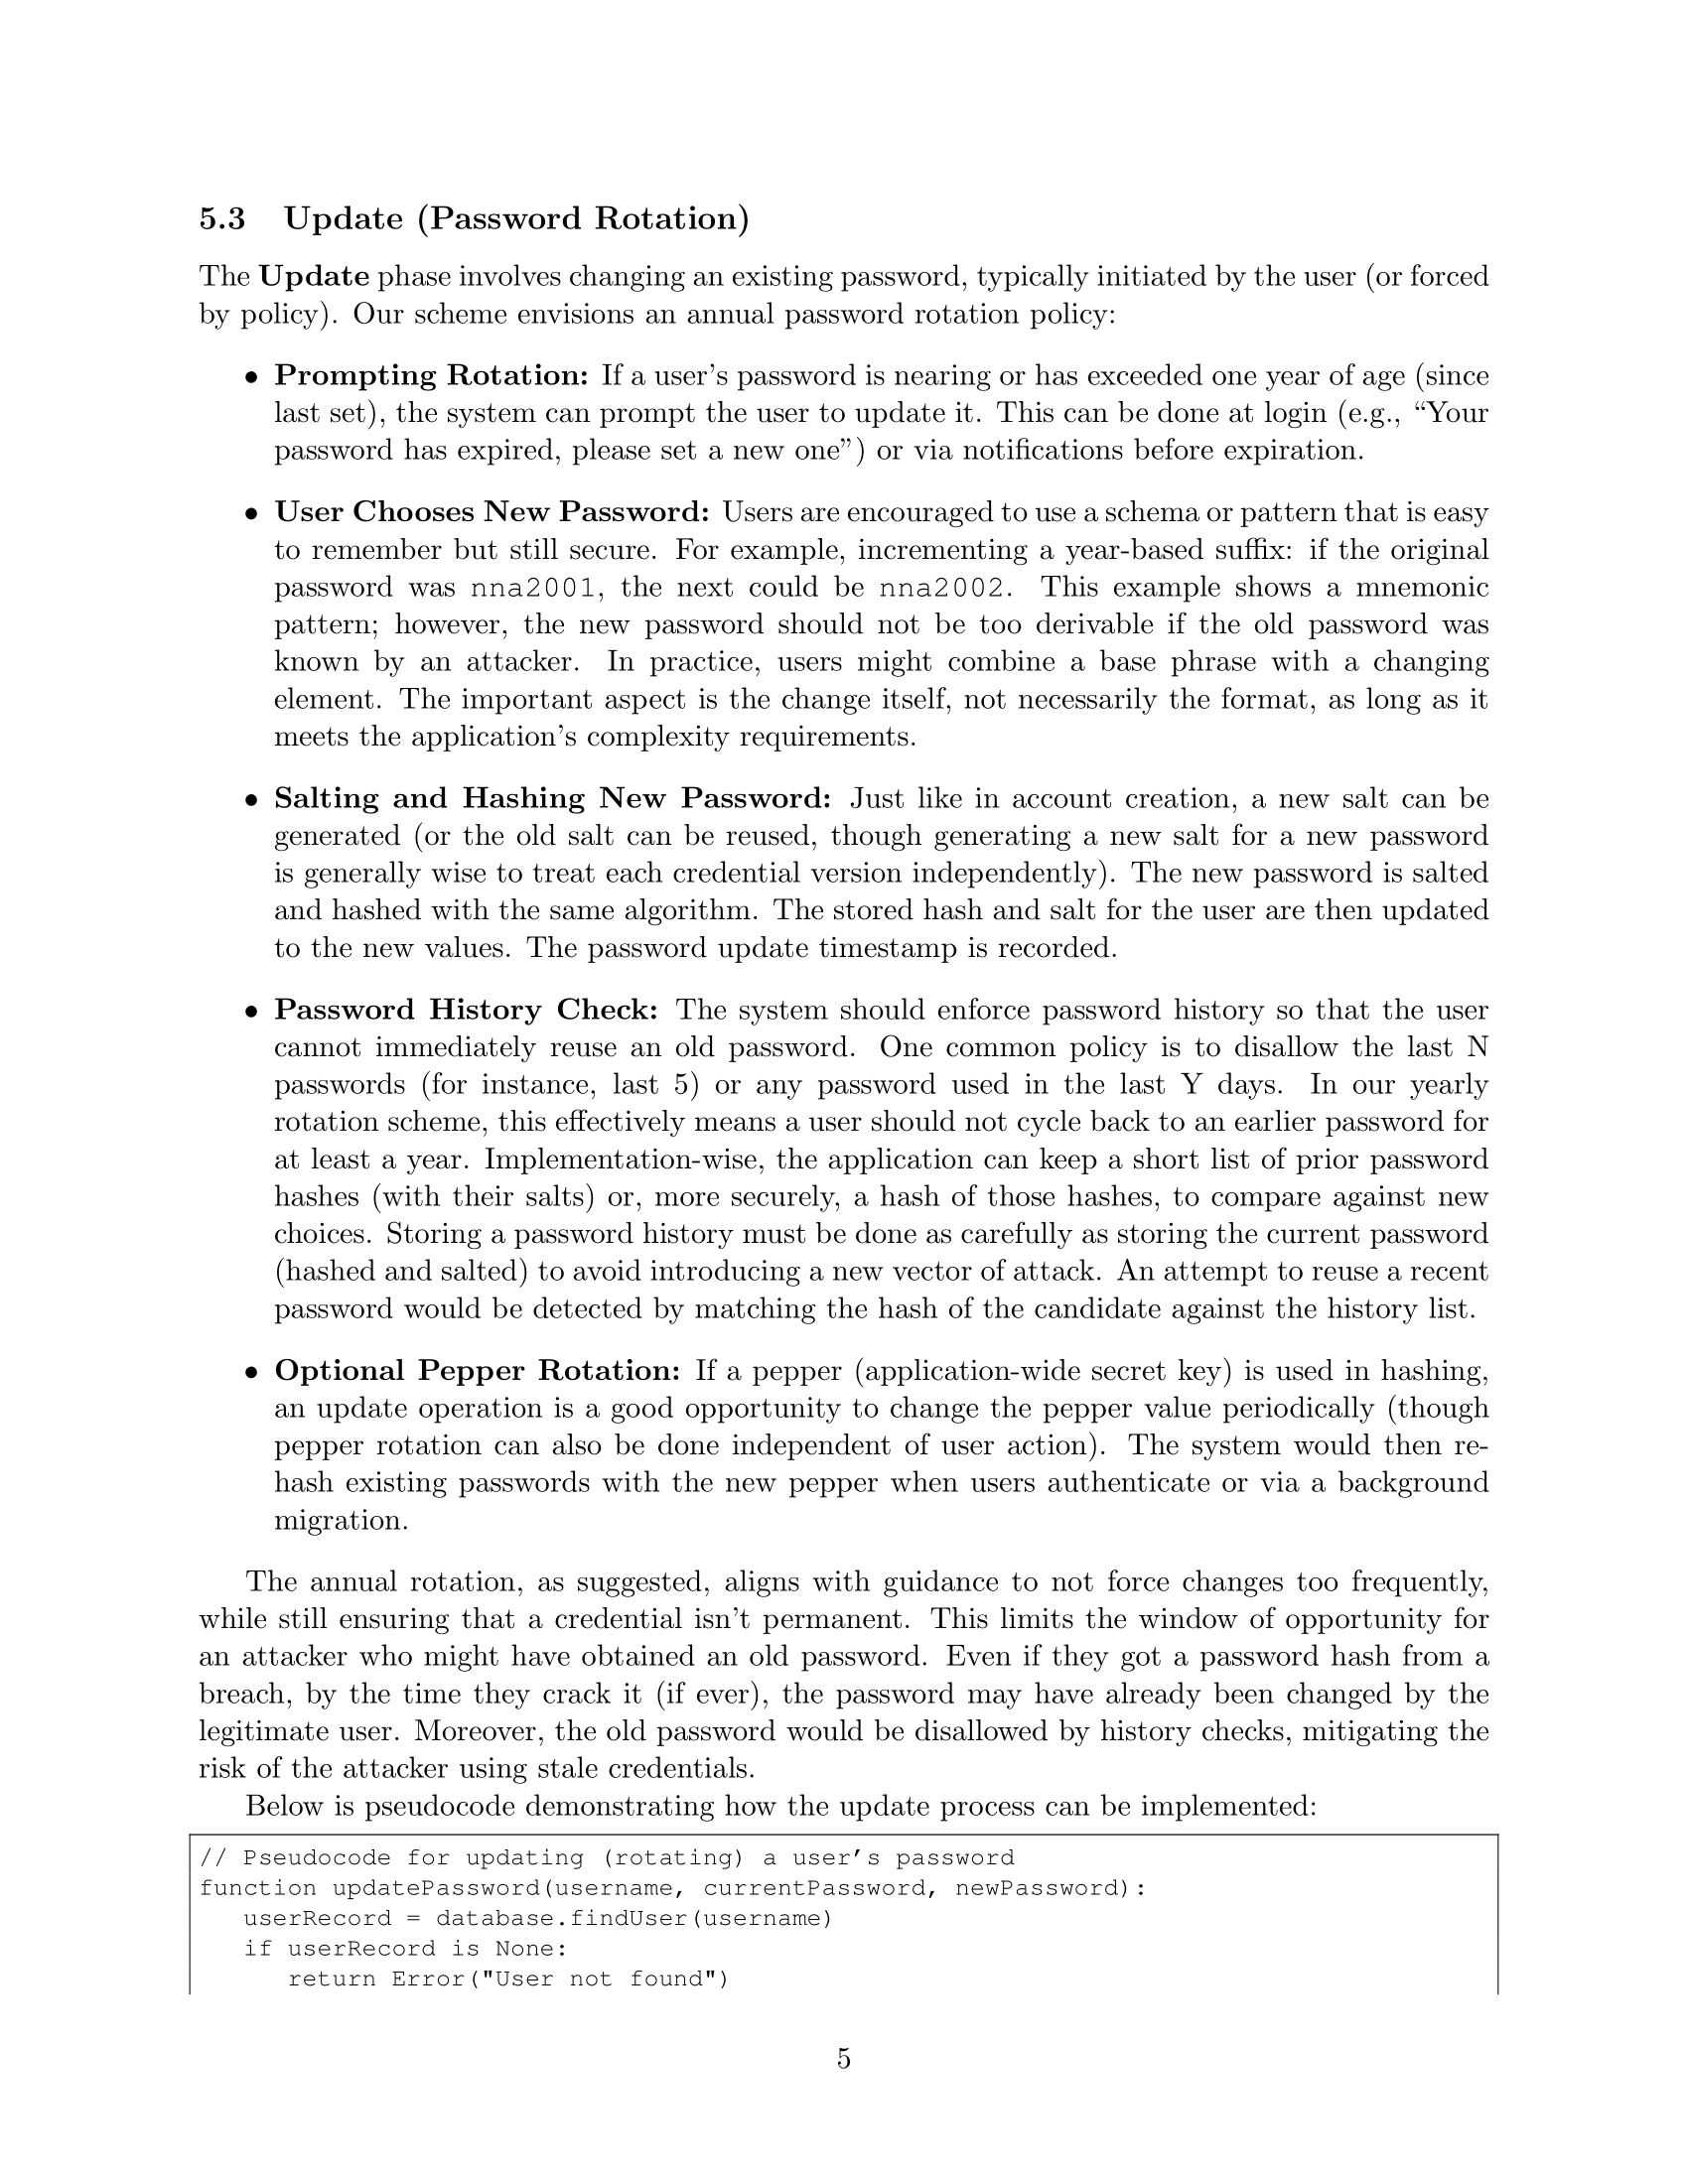 5.3 Update (Password Rotation)
The Update phase involves changing an existing password, typically initiated by the user (or forced
by policy). Our scheme envisions an annual password rotation policy:
• Prompting Rotation: If a user’s password is nearing or has exceeded one year of age (since
last set), the system can prompt the user to update it. This can be done at login (e.g., “Your
password has expired, please set a new one”) or via notifications before expiration.
• User Chooses New Password: Users are encouraged to use a schema or pattern that is easy
to remember but still secure. For example, incrementing a year-based suffix: if the original
password was nna2001, the next could be nna2002. This example shows a mnemonic
pattern; however, the new password should not be too derivable if the old password was
known by an attacker. In practice, users might combine a base phrase with a changing
element. The important aspect is the change itself, not necessarily the format, as long as it
meets the application’s complexity requirements.
• Salting and Hashing New Password: Just like in account creation, a new salt can be
generated (or the old salt can be reused, though generating a new salt for a new password
is generally wise to treat each credential version independently). The new password is salted
and hashed with the same algorithm. The stored hash and salt for the user are then updated
to the new values. The password update timestamp is recorded.
• Password History Check: The system should enforce password history so that the user
cannot immediately reuse an old password. One common policy is to disallow the last N
passwords (for instance, last 5) or any password used in the last Y days. In our yearly
rotation scheme, this effectively means a user should not cycle back to an earlier password for
at least a year. Implementation-wise, the application can keep a short list of prior password
hashes (with their salts) or, more securely, a hash of those hashes, to compare against new
choices. Storing a password history must be done as carefully as storing the current password
(hashed and salted) to avoid introducing a new vector of attack. An attempt to reuse a recent
password would be detected by matching the hash of the candidate against the history list.
• Optional Pepper Rotation: If a pepper (application-wide secret key) is used in hashing,
an update operation is a good opportunity to change the pepper value periodically (though
pepper rotation can also be done independent of user action). The system would then re-
hash existing passwords with the new pepper when users authenticate or via a background
migration.
The annual rotation, as suggested, aligns with guidance to not force changes too frequently,
while still ensuring that a credential isn’t permanent. This limits the window of opportunity for
an attacker who might have obtained an old password. Even if they got a password hash from a
breach, by the time they crack it (if ever), the password may have already been changed by the
legitimate user. Moreover, the old password would be disallowed by history checks, mitigating the
risk of the attacker using stale credentials.
Below is pseudocode demonstrating how the update process can be implemented:
// Pseudocode for updating (rotating) a user’s password
function updatePassword(username, currentPassword, newPassword):
userRecord = database.findUser(username)
if userRecord is None:
return Error("User not found")
5